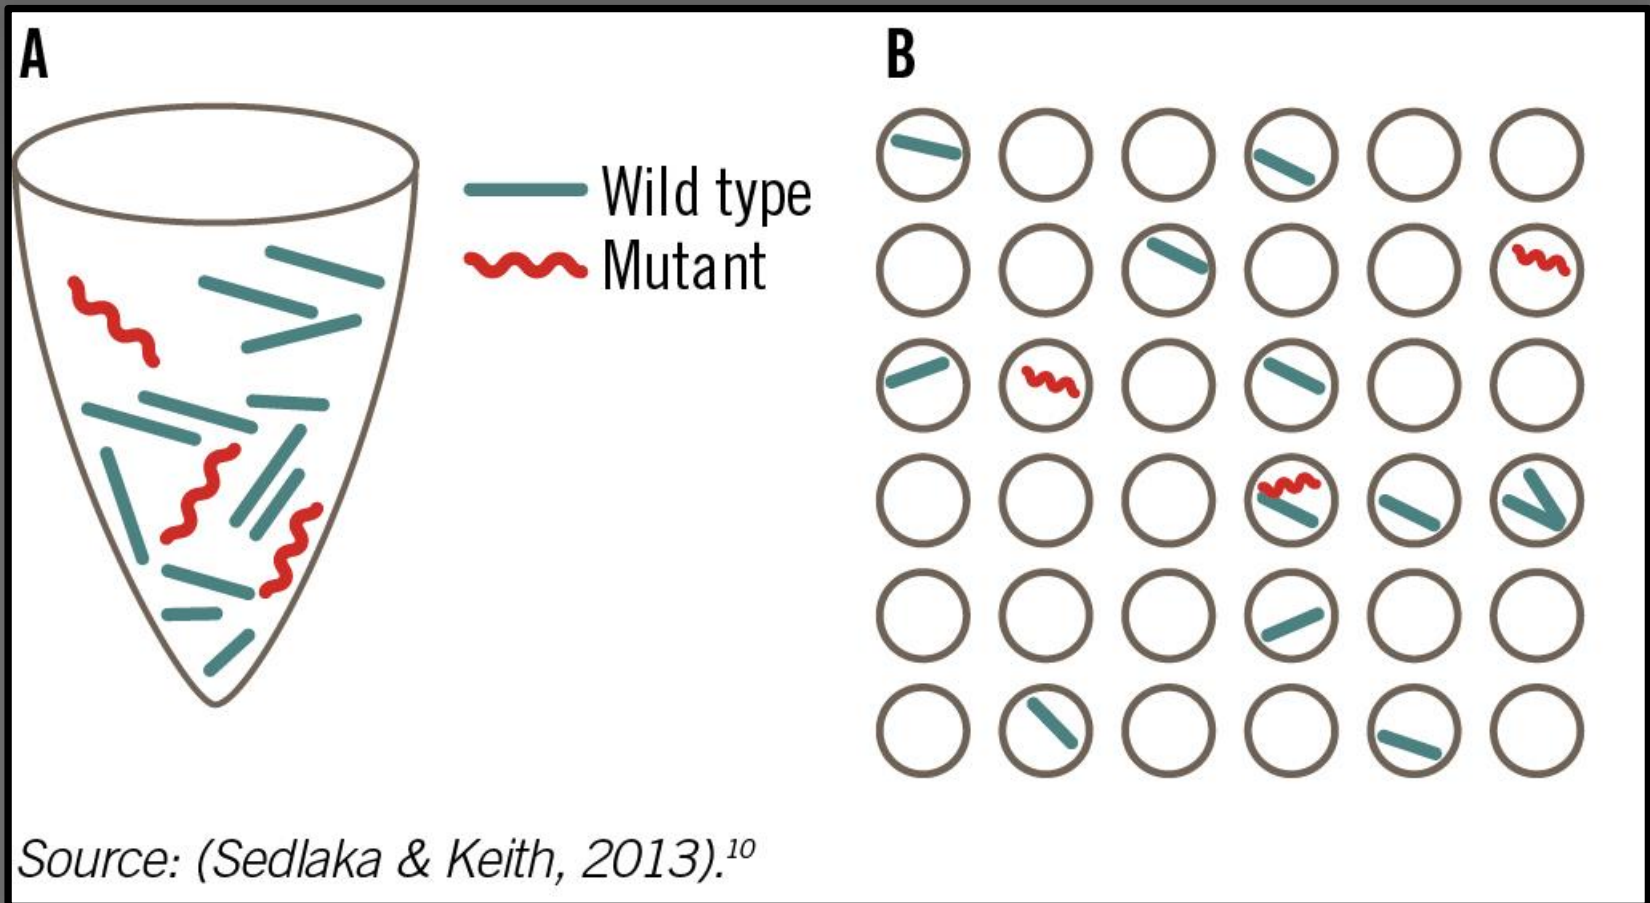 A
B
Wild type
Mutant
Source: (Sedlaka & Keith, 2013).10